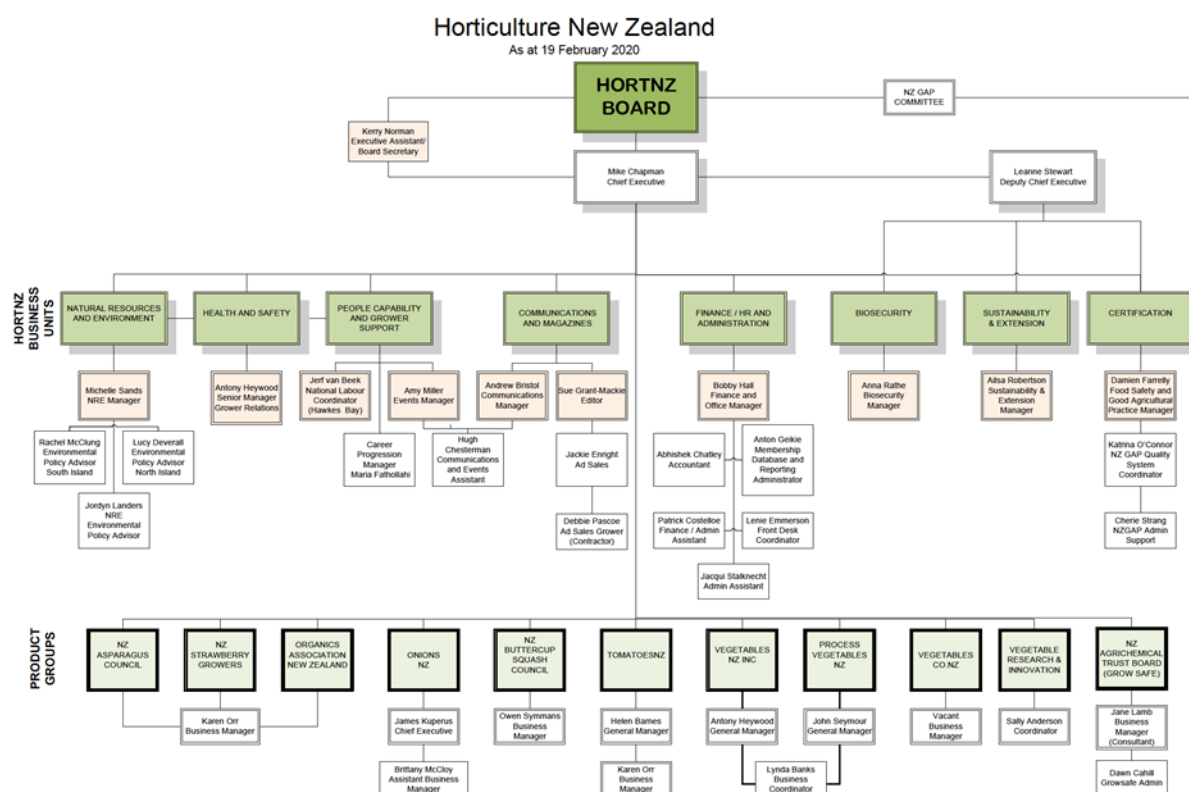 Horticulture New Zealand
As at 19 February 2020
HORTNZ
BOARD
NZ GAP
COMMITTEE
Kerry Norman
Executive Assistant/
Board Secretary
Mike Chapman
Chief Executive
Leanne Stewart
Deputy Chief Executive
HORTNZ
BUSINESS
UNITS
NATURAL RESOURCES
AND ENVIRONMENT
HEALTH AND SAFETY
PEOPLE CAPABILITY
AND GROWER
SUPPORT
COMMUNICATIONS
AND MAGAZINES
FINANCE / HR AND
ADMINISTRATION
BIOSECURITY
SUSTAINABILITY
& EXTENSION
CERTIFICATION
Michelle Sands
NRE Manager
Antony Heywood
Senior Manager
Grower Relations
Jerf van Beek
National Labour
Coordinator
(Hawkes Bay)
Amy Miller
Events Manager
Andrew Bristol
Communications
Manager
Sue Grant-Mackie
Editor
Bobby Hall
Finance and
Office Manager
Anna Rathe
Biosecurity
Manager
Ailsa Robertson
Sustainability &
Extension
Manager
Damien Farrelly
Food Safety and
Good Agricultural
Practice Manager
Rachel McClung
Environmental
Policy Advisor
South Island
Lucy Deverall
Environmental
Policy Advisor
North Island
Career
Progression
Manager
Maria Fathollahi
Hugh
Chesterman
Communications
and Events
Assistant
Jackie Enright
Ad Sales
Abhishek Chatley
Accountant
Anton Geikie
Membership
Database and
Reporting
Administrator
Katrina O'Connor
NZ GAP Quality
System
Coordinator
Jordyn Landers
NRE
Environmental
Policy Advisor
Debbie Pascoe
Ad Sales Grower
(Contractor)
Patrick Costelloe
Finance / Admin
Assistant
Lenie Emmerson
Front Desk
Coordinator
Cherie Strang
NZGAP Admin
Support
Jacqui Stalknecht
Admin Assistant
PRODUCT
GROUPS
NZ
ASPARAGUS
COUNCIL
NZ
STRAWBERRY
GROWERS
ORGANICS
ASSOCIATION
NEW ZEALAND
ONIONS
NZ
NZ
BUTTERCUP
SQUASH
COUNCIL
TOMATOESNZ
VEGETABLES
NZ INC
PROCESS
VEGETABLES
NZ
VEGETABLES
CO.NZ
VEGETABLE
RESEARCH &
INNOVATION
NZ
AGRICHEMICAL
TRUST BOARD
(GROW SAFE)
Karen Orr
Business Manager
James Kuperus
Chief Executive
Owen Symmans
Business
Manager
Helen Barnes
General Manager
Antony Heywood
General Manager
John Seymour
General Manager
Vacant
Business
Manager
Sally Anderson
Coordinator
Jane Lamb
Business
Manager
(Consultant)
Brittany McCloy
Assistant Business
Manager
Karen Orr
Business
Manager
Lynda Banks
Business
Coordinator
Dawn Cahill
Growsafe Admin